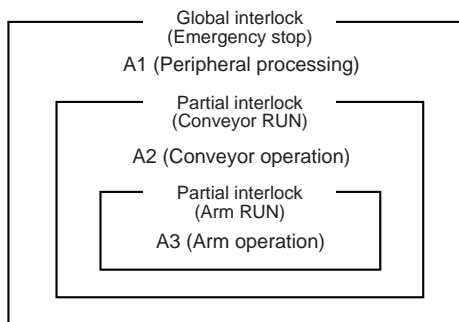 Global interlock
(Emergency stop)
A1 (Peripheral processing)
Partial interlock
(Conveyor RUN)
A2 (Conveyor operation)
Partial interlock
(Arm RUN)
A3 (Arm operation)